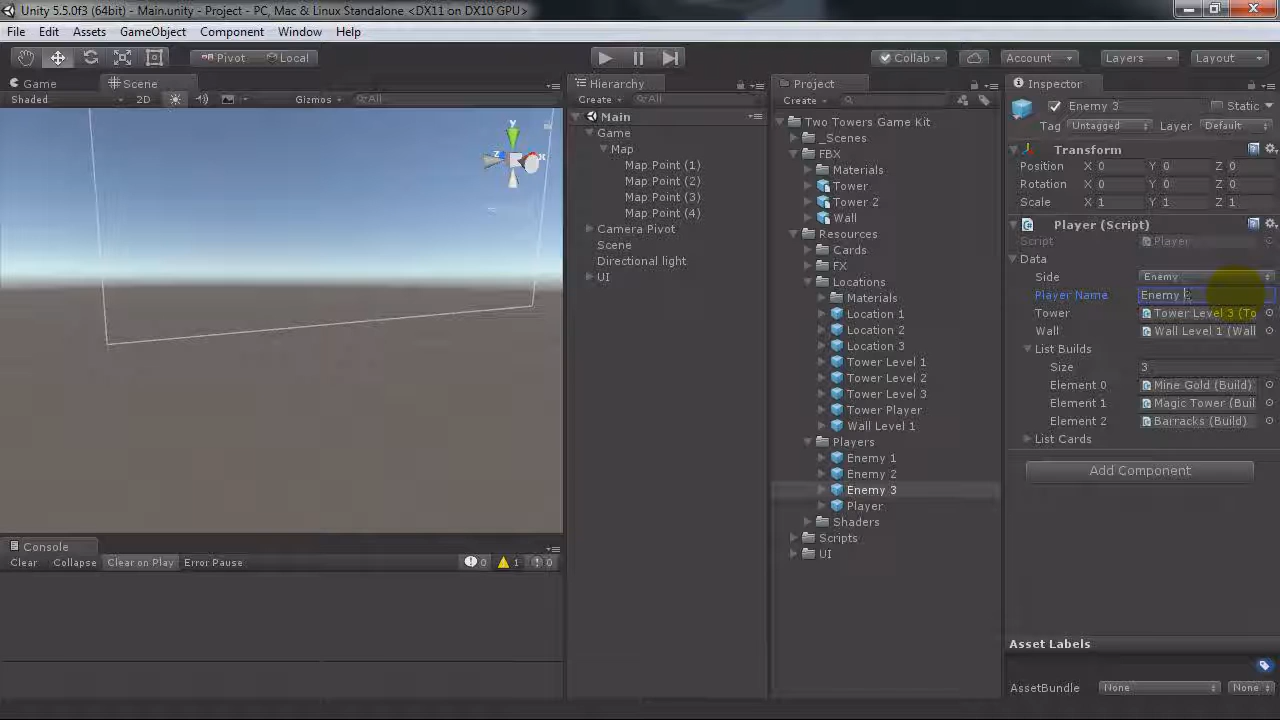 Unity 5.5.0f3 (64bit) - Main.unity - Project - PC, Mac & Linux Standalone <DX11 on DX10 GPU>
File Edit Assets GameObject Component Window Help
Pivot Local Collab Account Layers Layout
Game Scene
Shaded 2D Gizmos All
y
z
x
Hierarchy
Create All
Main
Game
Map
Map Point (1)
Map Point (2)
Map Point (3)
Map Point (4)
Camera Pivot
Scene
Directional light
UI
Project
Create
Two Towers Game Kit
_Scenes
FBX
Materials
Tower
Tower 2
Wall
Resources
Cards
FX
Locations
Materials
Location 1
Location 2
Location 3
Tower Level 1
Tower Level 2
Tower Level 3
Tower Player
Wall Level 1
Players
Enemy 1
Enemy 2
Enemy 3
Player
Shaders
Scripts
UI
Inspector
Enemy 3 Static
Tag Untagged Layer Default
Transform
Position X 0 Y 0 Z 0
Rotation X 0 Y 0 Z 0
Scale X 1 Y 1 Z 1
Player (Script)
Script Player
Data
Side Enemy
Player Name Enemy
Tower Tower Level 3 (To
Wall Wall Level 1 (Wall
List Builds
Size 3
Element 0 Mine Gold (Build)
Element 1 Magic Tower (Buil
Element 2 Barracks (Build)
List Cards
Add Component
Asset Labels
AssetBundle None None
Console
Clear Collapse Clear on Play Error Pause 0 1 0